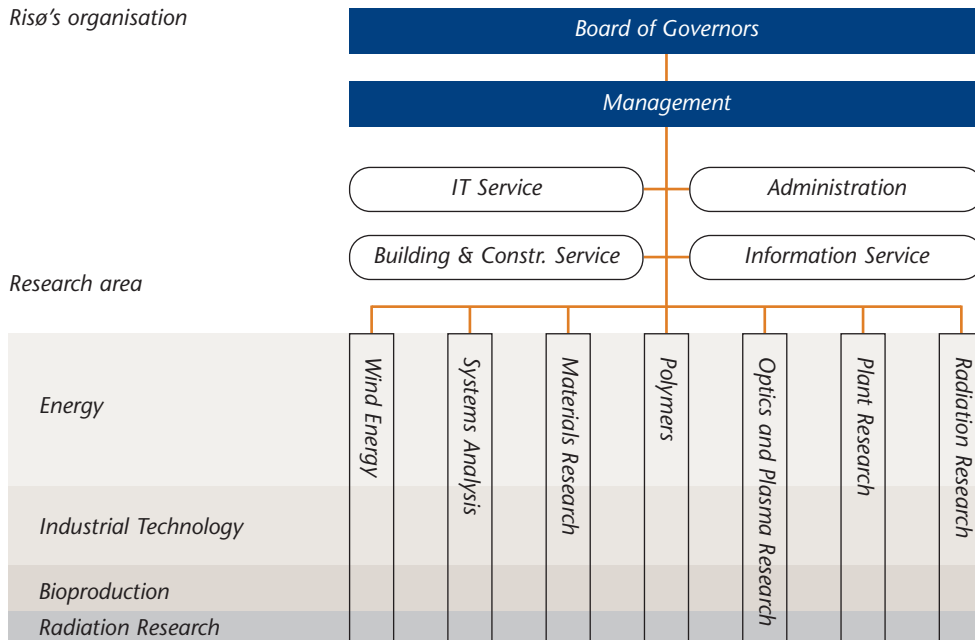 Risø's organisation
Board of Governors
Management
IT Service
Administration
Building & Constr. Service
Information Service
Research area
Wind Energy
Systems Analysis
Materials Research
Polymers
Optics and Plasma Research
Plant Research
Radiation Research
Energy
Industrial Technology
Bioproduction
Radiation Research